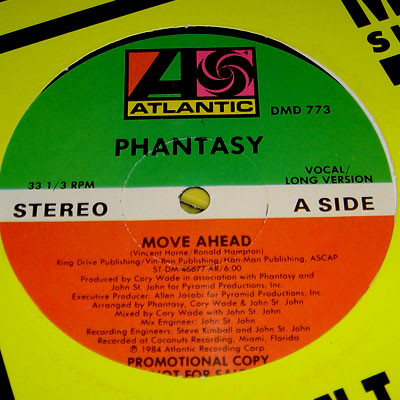 ATLANTIC
DMD 773
PHANTASY
33 1/3 RPM
VOCAL/
LONG VERSION
STEREO
A SIDE
MOVE AHEAD
(Vincent Horne/Ronald Hampton)
King Drive Publishing/Vin-Ron Publishing/Han-Man Publishing, ASCAP
ST-DM-46677-AR/6:00
Produced by Cory Wade in association with Phantasy and
John St. John for Pyramid Productions, Inc.
Executive Producer: Allen Jacobi for Pyramid Productions, Inc.
Arranged by Phantasy, Cory Wade & John St. John
Mixed by Cory Wade with John St. John
Mix Engineer: John St. John
Recording Engineers: Steve Kimball and John St. John
Recorded at Coconuts Recording, Miami, Florida
℗ 1984 Atlantic Recording Corp.
PROMOTIONAL COPY
NOT FOR SALE